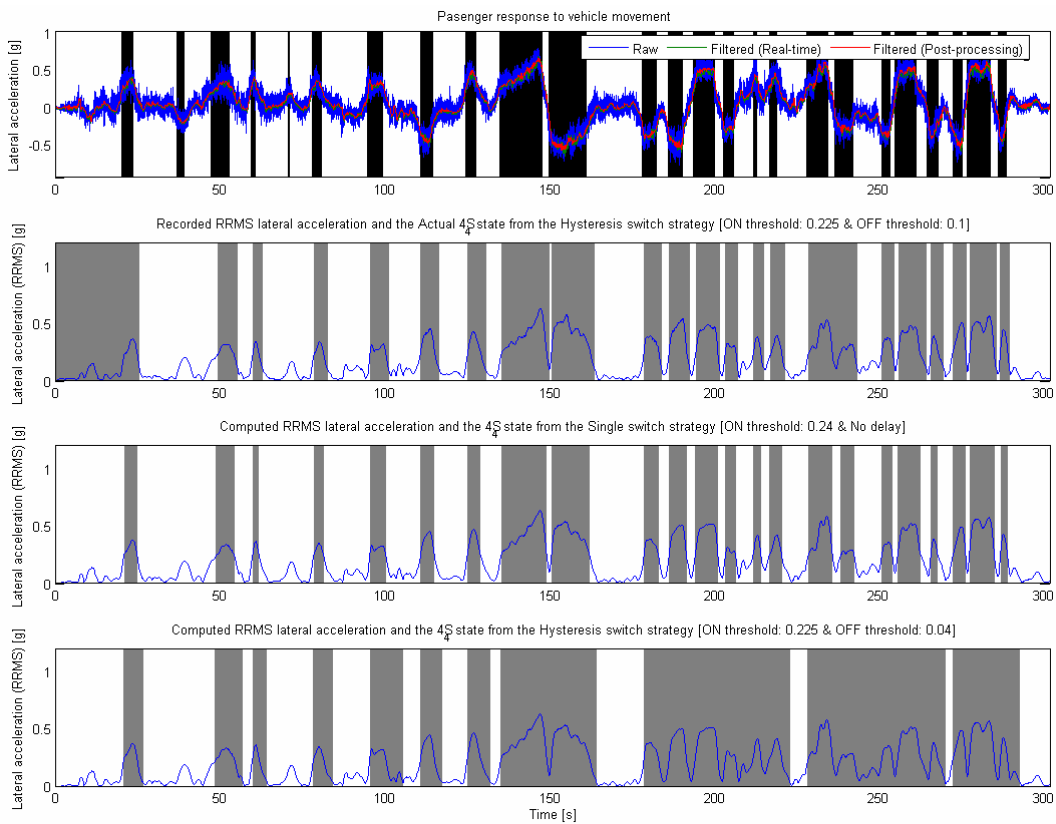 Pasenger response to vehicle movement
Lateral acceleration [g]
1
0.5
0
-0.5
Raw
Filtered (Real-time)
Filtered (Post-processing)
0 50 100 150 200 250 300
Recorded RRMS lateral acceleration and the Actual 4S4 state from the Hysteresis switch strategy [ON threshold: 0.225 & OFF threshold: 0.1]
Lateral acceleration (RRMS) [g]
1
0.5
0
0 50 100 150 200 250 300
Computed RRMS lateral acceleration and the 4S4 state from the Single switch strategy [ON threshold: 0.24 & No delay]
Lateral acceleration (RRMS) [g]
1
0.5
0
0 50 100 150 200 250 300
Computed RRMS lateral acceleration and the 4S4 state from the Hysteresis switch strategy [ON threshold: 0.225 & OFF threshold: 0.04]
Lateral acceleration (RRMS) [g]
1
0.5
0
0 50 100 150 200 250 300
Time [s]